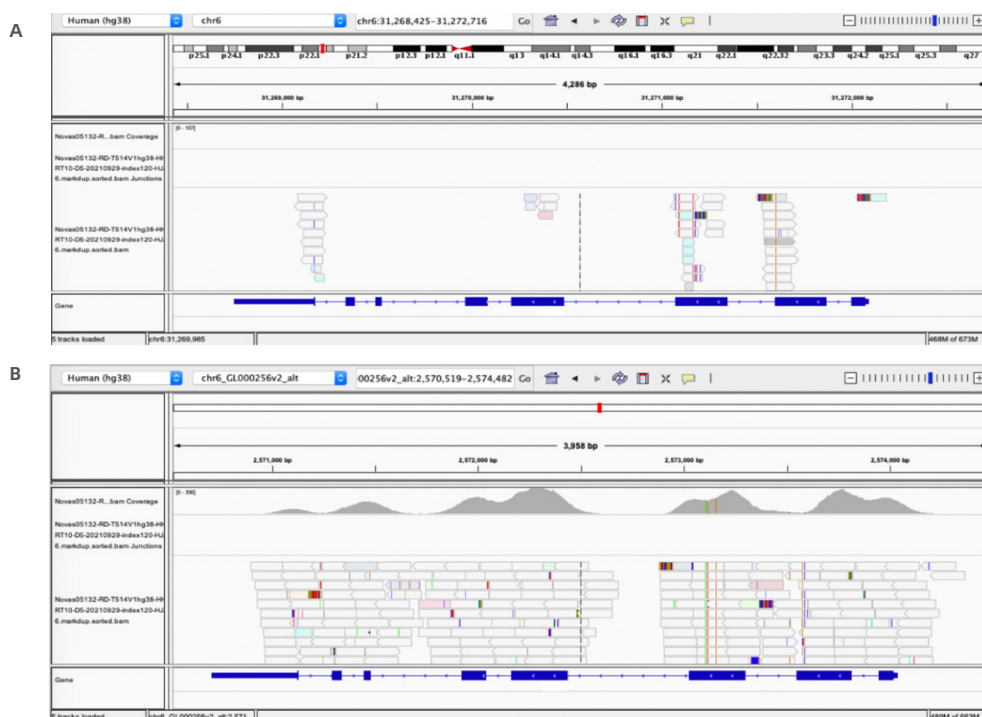 A
Human (hg38) chr6 chr6:31,268,425-31,272,716 Go
p25.1 p24.1 p22.3 p22.1 p21.2 p12.3 p12.1 q11.1 q13 q14.1 q14.3 q16.1 q16.3 q21 q22.1 q22.32 q23.3 q24.2 q25.1 q25.3 q27
4,286 bp
31,269,000 bp 31,270,000 bp 31,271,000 bp 31,272,000 bp
Novas05132-R...bam Coverage
[0 - 107]
Novas05132-RD-T514V1hg38-H
RT10-D5-20210929-index120-HJ
6.markdup.sorted.bam Junctions
Novas05132-RD-T514V1hg38-H
RT10-D5-20210929-index120-HJ
6.markdup.sorted.bam
Gene
5 tracks loaded chr6:31,269,985 468M of 673M
B
Human (hg38) chr6_GL000256v2_alt 00256v2_alt:2,570,519-2,574,482 Go
3,958 bp
2,571,000 bp 2,572,000 bp 2,573,000 bp 2,574,000 bp
Novas05132-R...bam Coverage
Novas05132-RD-T514V1hg38-H
RT10-D5-20210929-index120-HJ
6.markdup.sorted.bam Junctions
Novas05132-RD-T514V1hg38-H
RT10-D5-20210929-index120-HJ
6.markdup.sorted.bam
Gene
5 tracks loaded